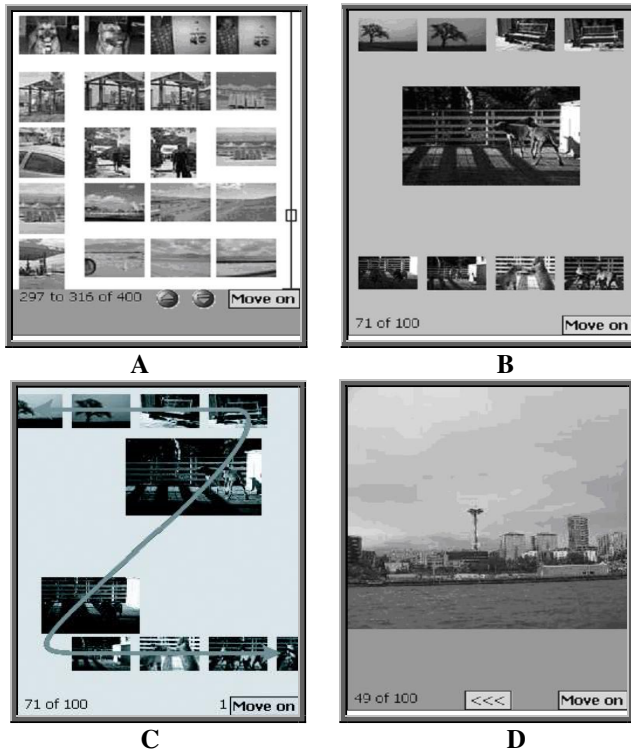 297 to 316 of 400 Move on
71 of 100 Move on
A B
71 of 100 1 Move on
49 of 100 <<< Move on
C D